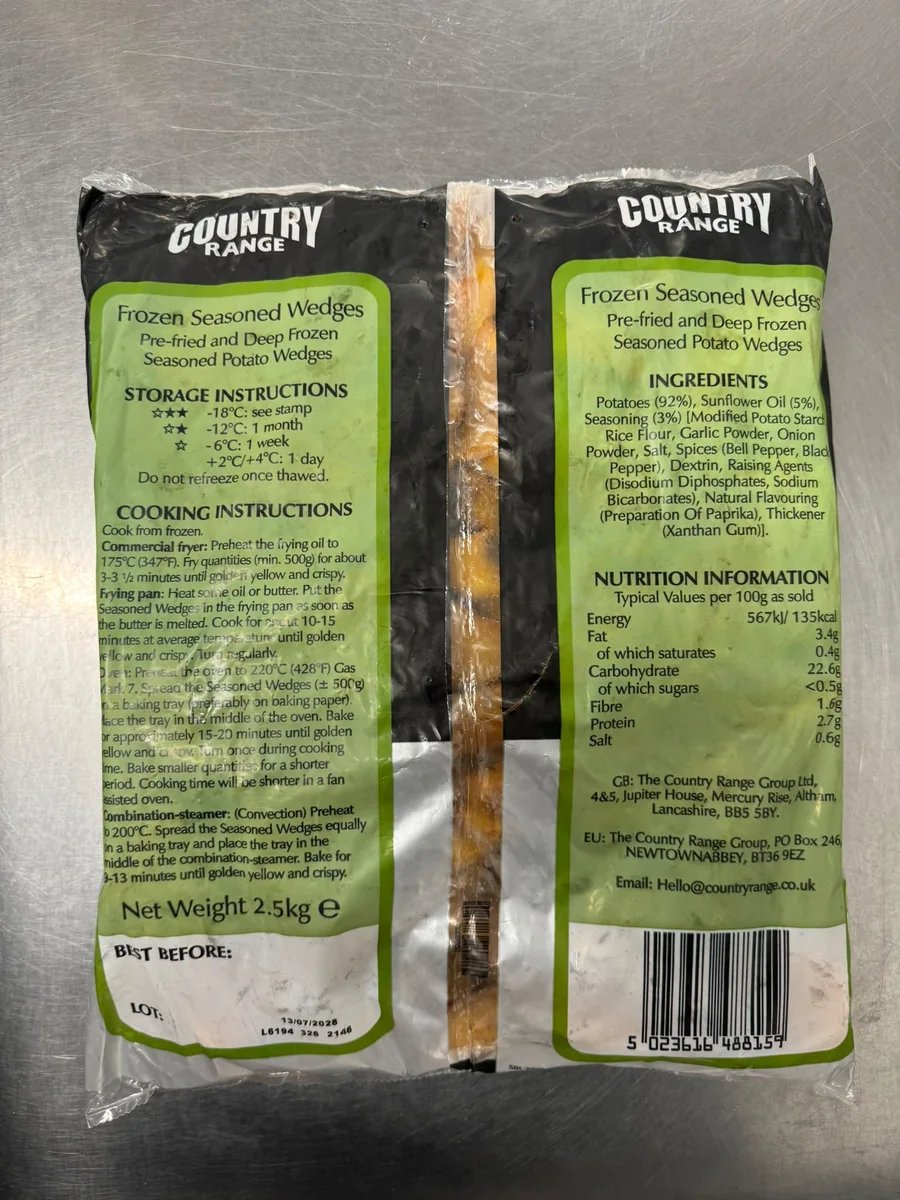 COUNTRY
RANGE
Frozen Seasoned Wedges
Pre-fried and Deep Frozen
Seasoned Potato Wedges
STORAGE INSTRUCTIONS
☆★★ -18°C: see stamp
☆★ -12°C: 1 month
☆ -6°C: 1 week
+2°C/+4°C: 1 day
Do not refreeze once thawed.
COOKING INSTRUCTIONS
Cook from frozen.
Commercial fryer: Preheat the frying oil to
175°C (347°F). Fry quantities (min. 500g) for about
3-3 1/2 minutes until golden yellow and crispy.
Frying pan: Heat some oil or butter. Put the
Seasoned Wedges in the frying pan as soon as
the butter is melted. Cook for about 10-15
minutes at average temperature until golden
yellow and crispy. Turn regularly.
Oven: Preheat the oven to 220°C (428°F) Gas
Mark 7. Spread the Seasoned Wedges (± 500g)
n a baking tray (preferably on baking paper).
lace the tray in the middle of the oven. Bake
or approximately 15-20 minutes until golden
ellow and crispy. Turn once during cooking
me. Bake smaller quantities for a shorter
eriod. Cooking time will be shorter in a fan
ssisted oven.
Combination-steamer: (Convection) Preheat
o 200°C. Spread the Seasoned Wedges equally
on a baking tray and place the tray in the
middle of the combination-steamer. Bake for
-13 minutes until golden yellow and crispy.
Net Weight 2.5kg ℮
BEST BEFORE:
LOT:
13/07/2026
L6194 326 2146
COUNTRY
RANGE
Frozen Seasoned Wedges
Pre-fried and Deep Frozen
Seasoned Potato Wedges
INGREDIENTS
Potatoes (92%), Sunflower Oil (5%),
Seasoning (3%) [Modified Potato Starc
Rice Flour, Garlic Powder, Onion
Powder, Salt, Spices (Bell Pepper, Blac
Pepper), Dextrin, Raising Agents
(Disodium Diphosphates, Sodium
Bicarbonates), Natural Flavouring
(Preparation Of Paprika), Thickener
(Xanthan Gum)].
NUTRITION INFORMATION
Typical Values per 100g as sold
Energy 567kJ/ 135kcal
Fat 3.4g
of which saturates 0.4g
Carbohydrate 22.6g
of which sugars <0.5g
Fibre 1.6g
Protein 2.7g
Salt 0.6g
GB: The Country Range Group Ltd,
4&5, Jupiter House, Mercury Rise, Altham,
Lancashire, BB5 5BY.
EU: The Country Range Group, PO Box 246,
NEWTOWNABBEY, BT36 9EZ
Email: Hello@countryrange.co.uk
5 023616 488159